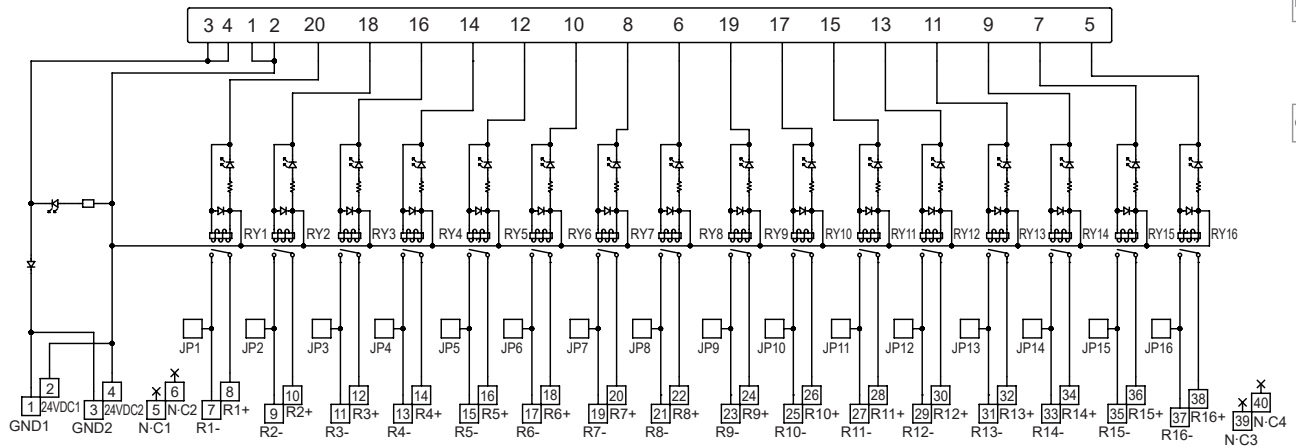 3 4 1 2 20 18 16 14 12 10 8 6 19 17 15 13 11 9 7 5
RY1 RY2 RY3 RY4 RY5 RY6 RY7 RY8 RY9 RY10 RY11 RY12 RY13 RY14 RY15 RY16
JP1 JP2 JP3 JP4 JP5 JP6 JP7 JP8 JP9 JP10 JP11 JP12 JP13 JP14 JP15 JP16
2 4 6 8 10 12 14 16 18 20 22 24 26 28 30 32 34 36 38 40
1 24VDC1 3 24VDC2 5 N·C2 7 R1+ 9 R2+ 11 R3+ 13 R4+ 15 R5+ 17 R6+ 19 R7+ 21 R8+ 23 R9+ 25 R10+ 27 R11+ 29 R12+ 31 R13+ 33 R14+ 35 R15+ 37 R16+ 39 N·C4
GND1 GND2 N·C1 R1- R2- R3- R4- R5- R6- R7- R8- R9- R10- R11- R12- R13- R14- R15- R16- N·C3